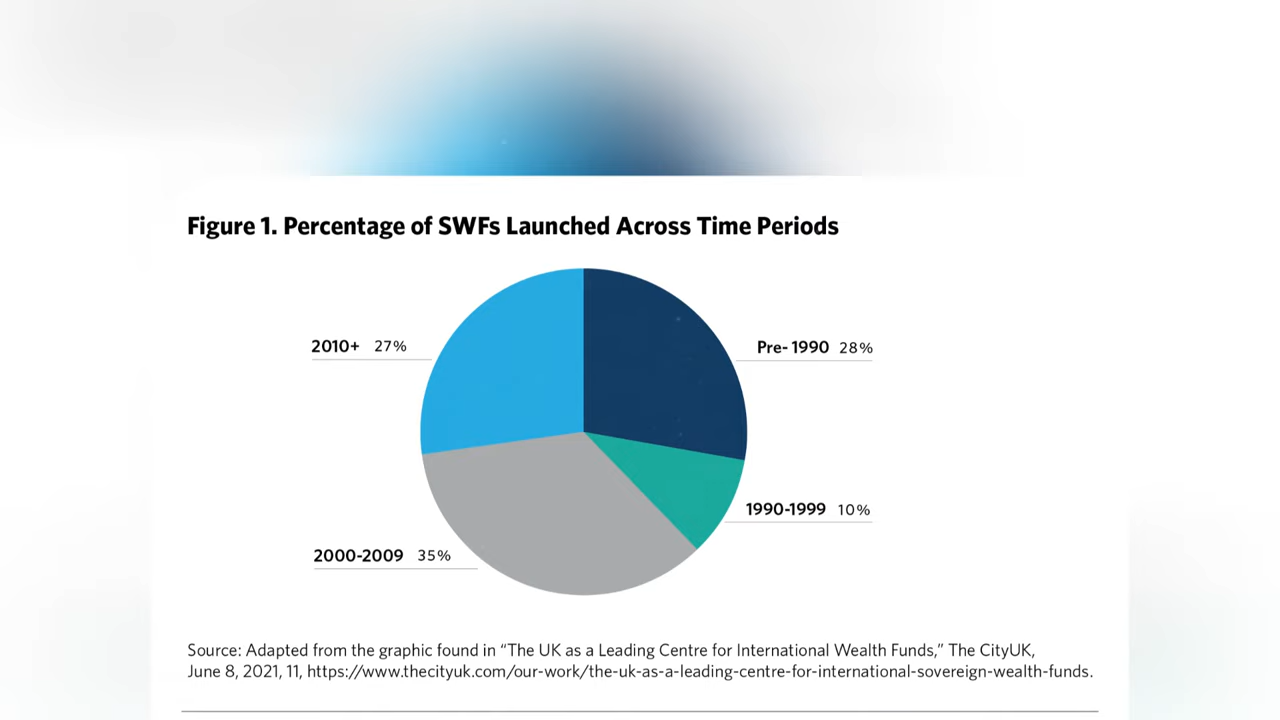 Figure 1. Percentage of SWFs Launched Across Time Periods
2010+ 27%
Pre- 1990 28%
1990-1999 10%
2000-2009 35%
Source: Adapted from the graphic found in “The UK as a Leading Centre for International Wealth Funds,” The CityUK,
June 8, 2021, 11, https://www.thecityuk.com/our-work/the-uk-as-a-leading-centre-for-international-sovereign-wealth-funds.